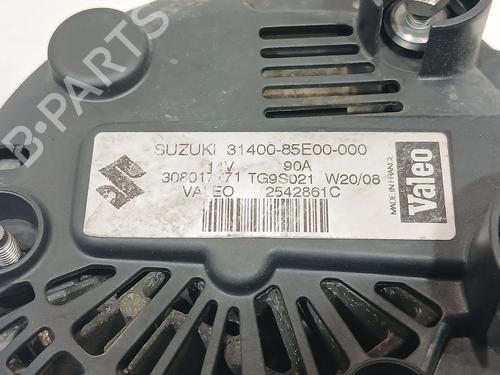 B-PARTS
SUZUKI 31400-85E00-000
14V 90A
TG9S021 W20/08
VALEO 2542861C
MADE IN FRANCE
Valeo